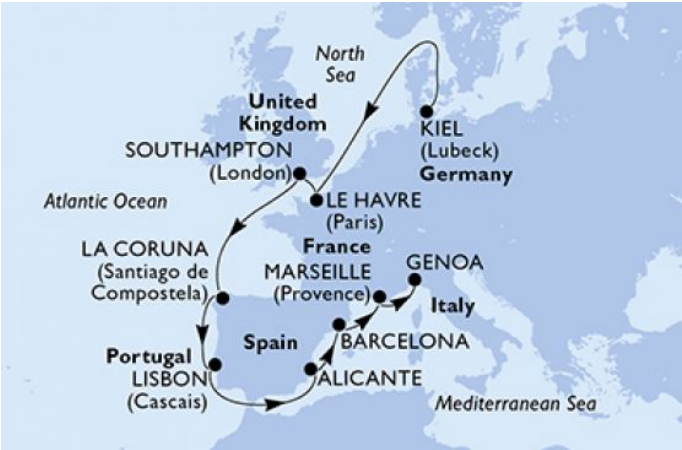 North
Sea
United
Kingdom
KIEL
(Lubeck)
Germany
SOUTHAMPTON
(London)
LE HAVRE
(Paris)
Atlantic Ocean
France
LA CORUNA
(Santiago de
Compostela)
MARSEILLE
(Provence)
GENOA
Italy
Spain
BARCELONA
Portugal
LISBON
(Cascais)
ALICANTE
Mediterranean Sea